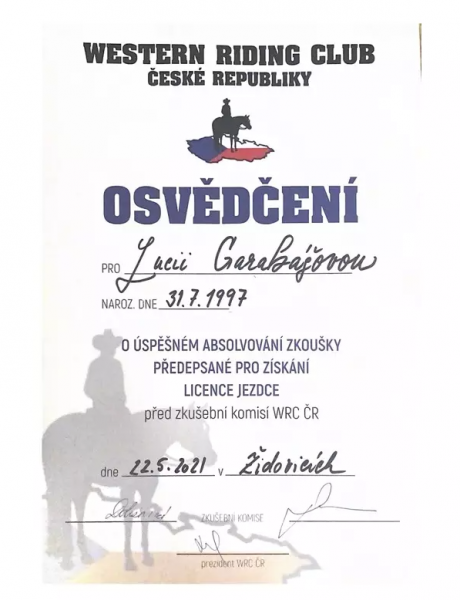 WESTERN RIDING CLUB
ČESKÉ REPUBLIKY
OSVĚDČENÍ
PRO Lucii Garabášovou
NAROZ. DNE 31.7.1997
O ÚSPĚŠNÉM ABSOLVOVÁNÍ ZKOUŠKY
PŘEDEPSANÉ PRO ZÍSKÁNÍ
LICENCE JEZDCE
před zkušební komisí WRC ČR
dne 22.5.2021 v Židovicích
ZKUŠEBNÍ KOMISE
prezident WRC ČR